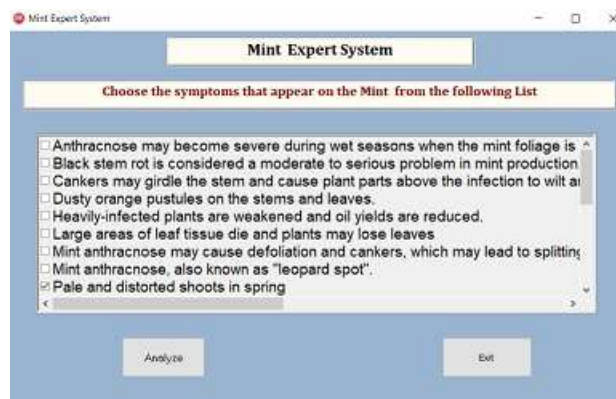 Mint Expert System
Mint Expert System
Choose the symptoms that appear on the Mint from the following List
Anthracnose may become severe during wet seasons when the mint foliage is
Black stem rot is considered a moderate to serious problem in mint production
Cankers may girdle the stem and cause plant parts above the infection to wilt a
Dusty orange pustules on the stems and leaves.
Heavily-infected plants are weakened and oil yields are reduced.
Large areas of leaf tissue die and plants may lose leaves
Mint anthracnose may cause defoliation and cankers, which may lead to splitting
Mint anthracnose, also known as "leopard spot".
Pale and distorted shoots in spring
Analyze Exit